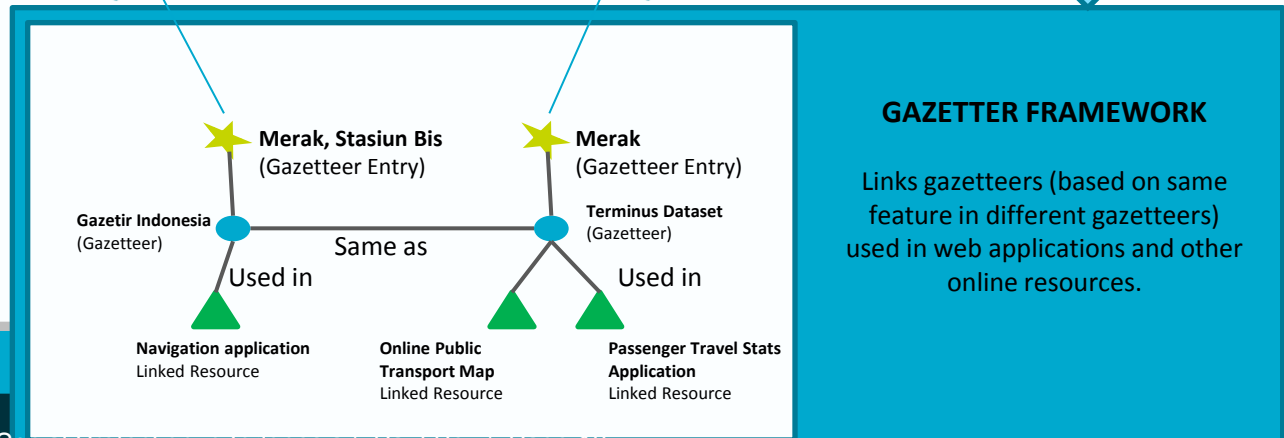 Merak, Stasiun Bis
(Gazetteer Entry)
Merak
(Gazetteer Entry)
Gazetir Indonesia
(Gazetteer)
Same as
Terminus Dataset
(Gazetteer)
Used in
Used in
Navigation application
Linked Resource
Online Public
Transport Map
Linked Resource
Passenger Travel Stats
Application
Linked Resource
GAZETTER FRAMEWORK
Links gazetteers (based on same
feature in different gazetteers)
used in web applications and other
online resources.